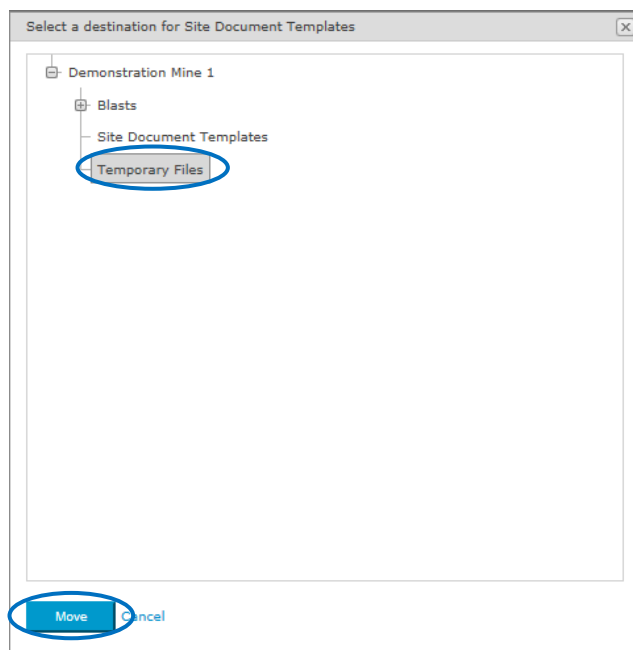 Select a destination for Site Document Templates
Demonstration Mine 1
Blasts
Site Document Templates
Temporary Files
Move Cancel